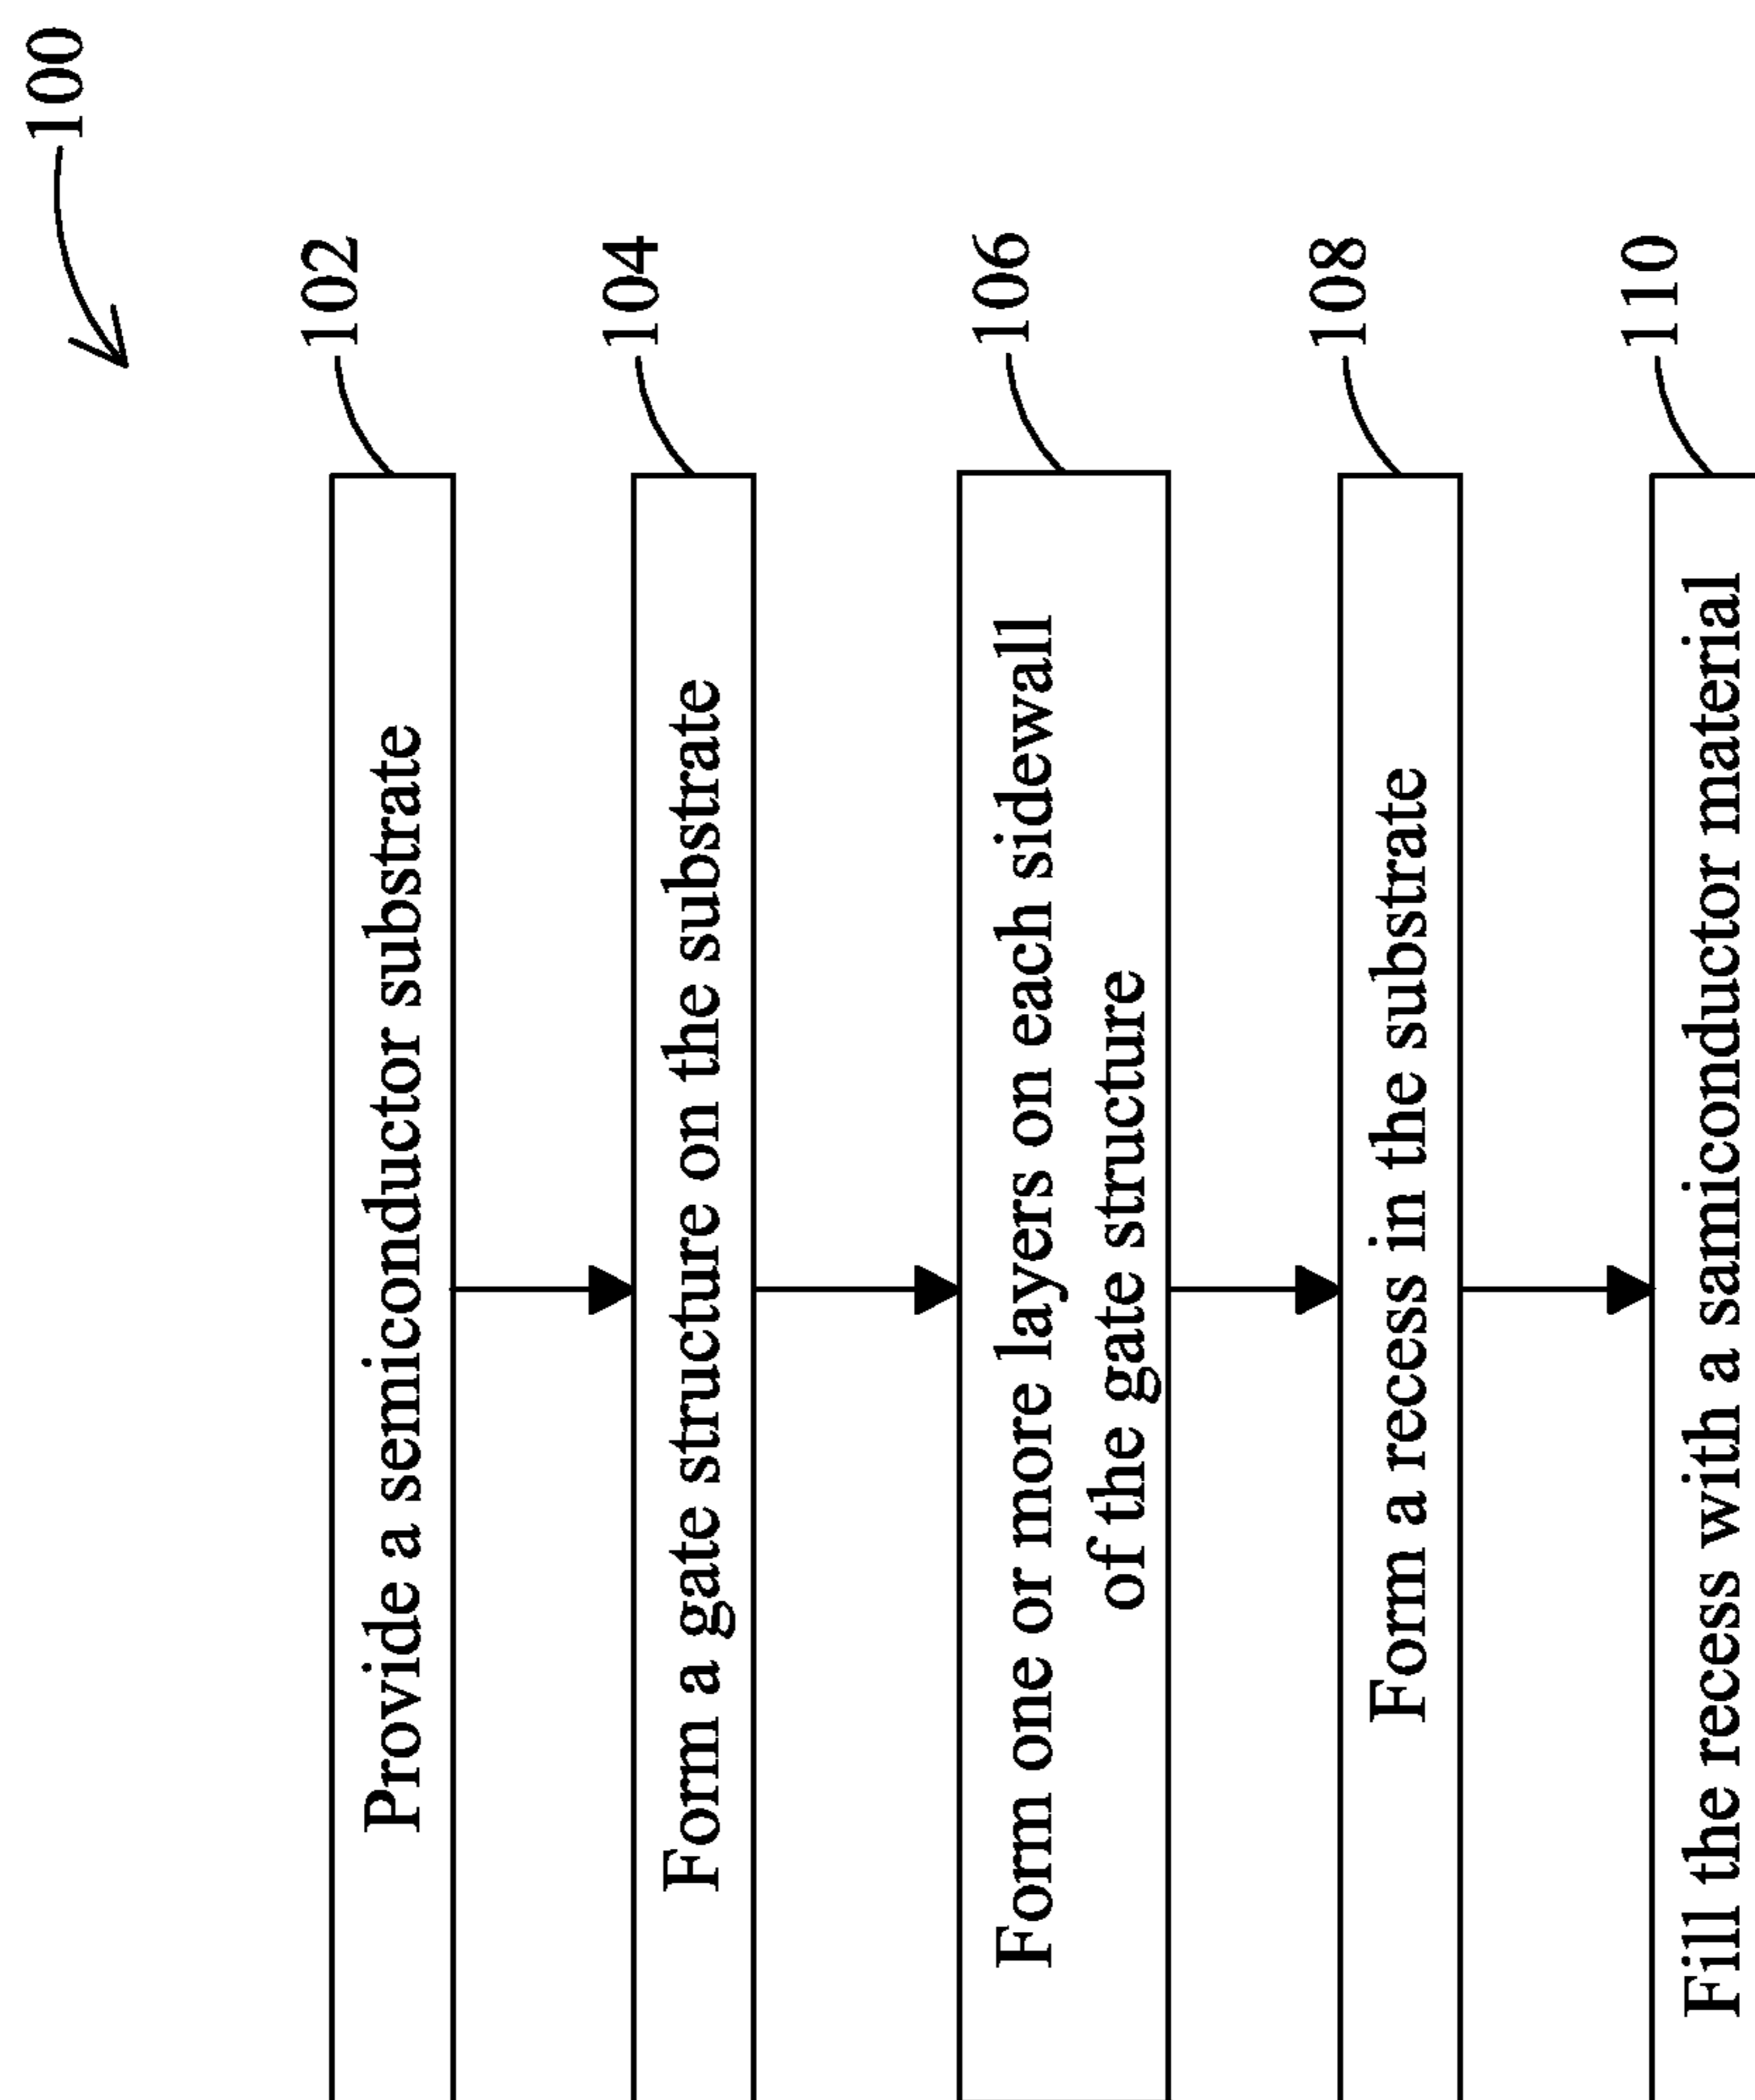 100
102
Provide a semiconductor substrate
104
Form a gate structure on the substrate
106
Form one or more layers on each sidewall
of the gate structure
108
Form a recess in the substrate
110
Fill the recess with a samiconductor material